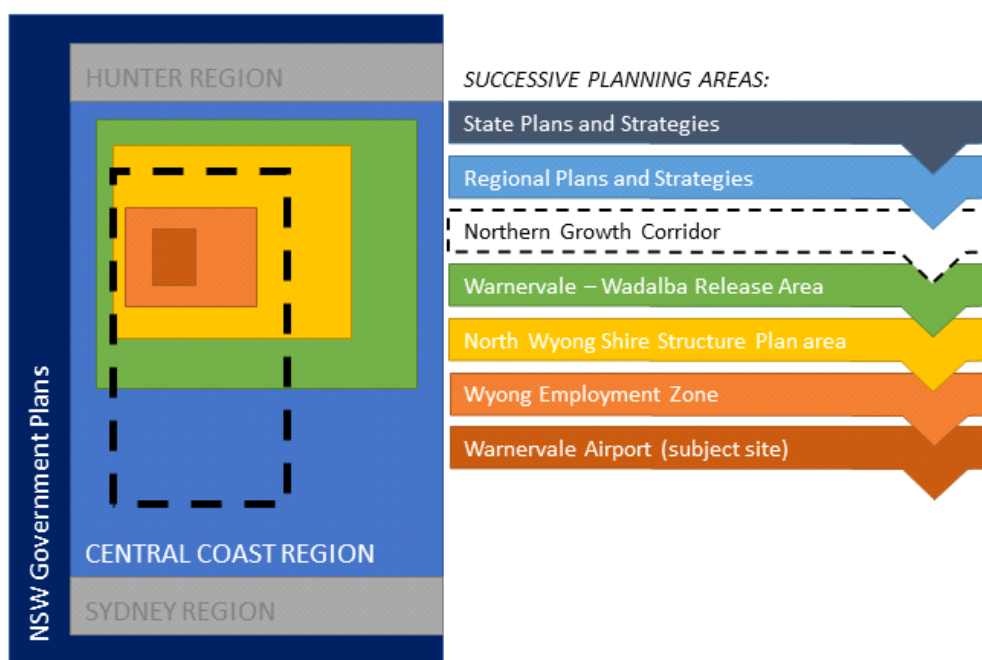 NSW Government Plans
HUNTER REGION
CENTRAL COAST REGION
SYDNEY REGION
SUCCESSIVE PLANNING AREAS:
State Plans and Strategies
Regional Plans and Strategies
Northern Growth Corridor
Warnervale – Wadalba Release Area
North Wyong Shire Structure Plan area
Wyong Employment Zone
Warnervale Airport (subject site)